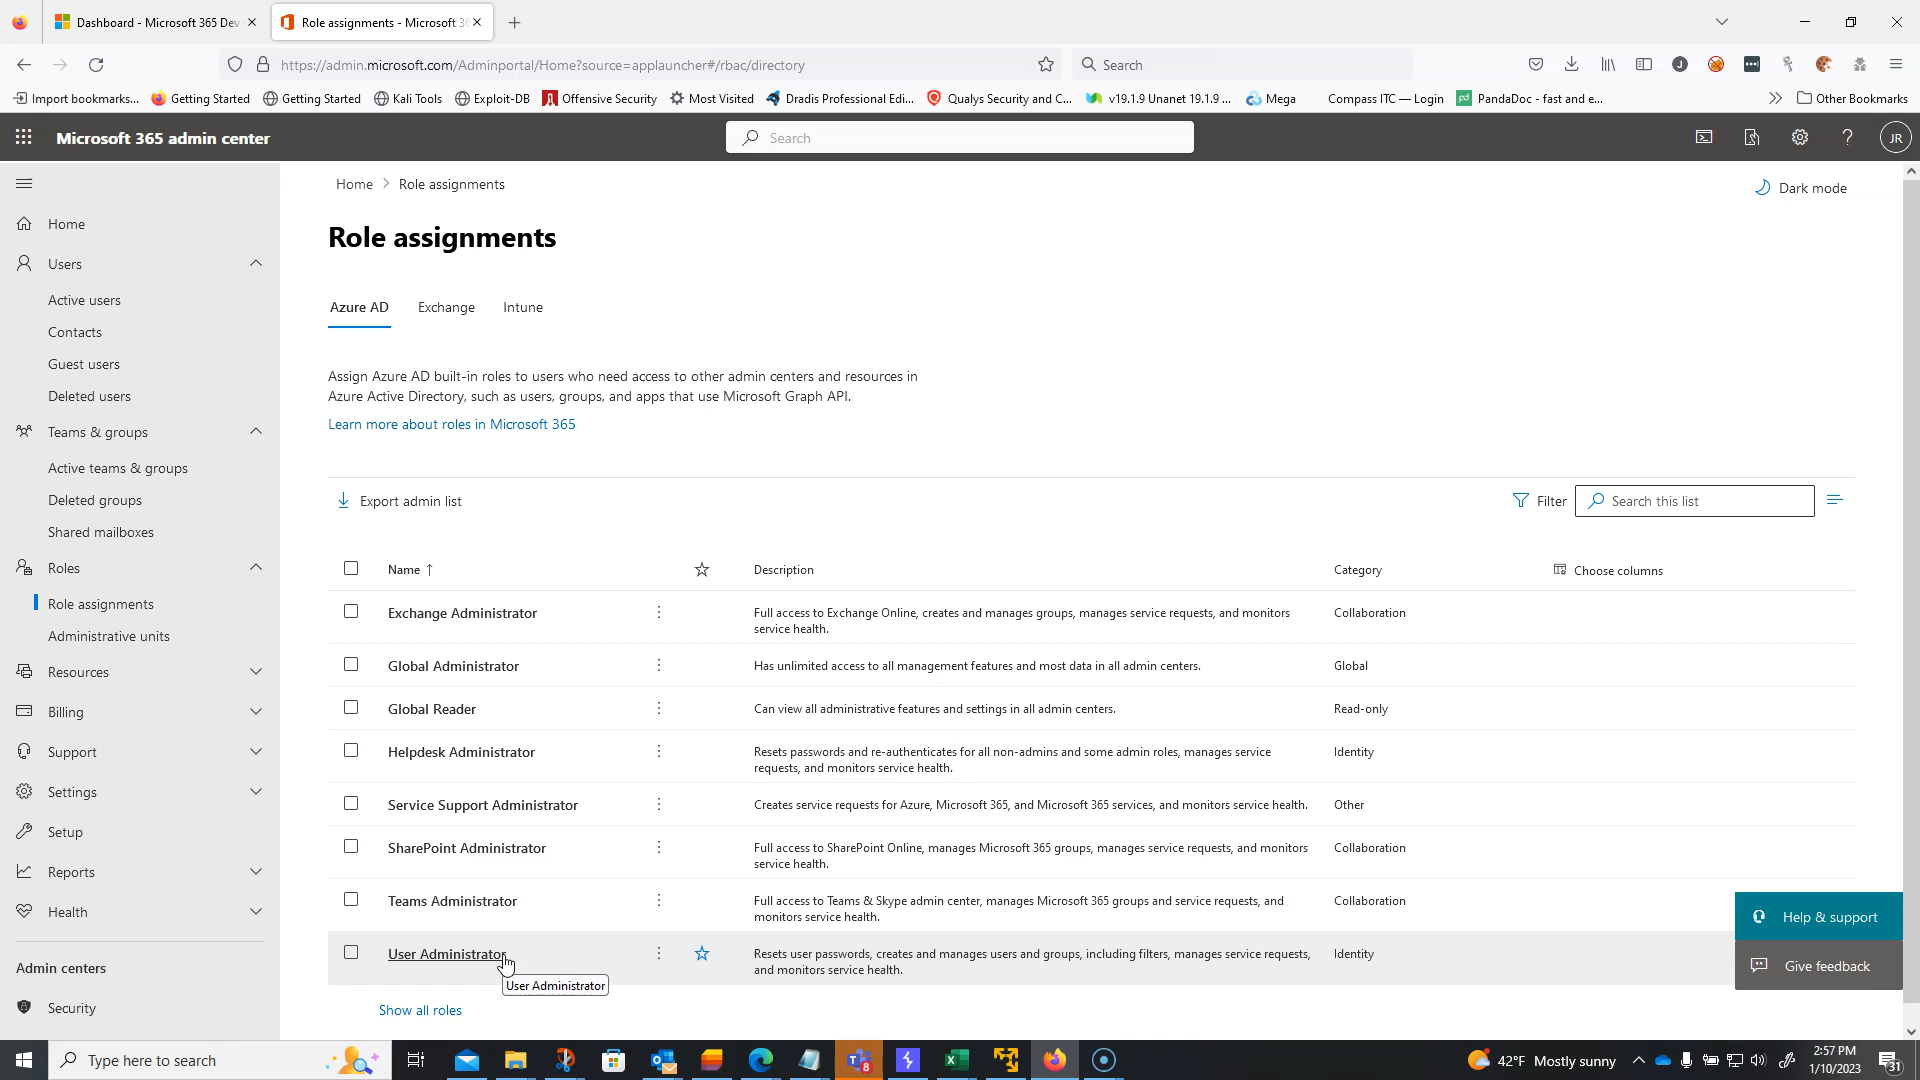 Dashboard - Microsoft 365 Dev
Role assignments - Microsoft 36
https://admin.microsoft.com/Adminportal/Home?source=applauncher#/rbac/directory
Search
Import bookmarks...
Getting Started
Getting Started
Kali Tools
Exploit-DB
Offensive Security
Most Visited
Dradis Professional Edi...
Qualys Security and C...
v19.1.9 Unanet 19.1.9 ...
Mega
Compass ITC — Login
PandaDoc - fast and e...
Other Bookmarks
Microsoft 365 admin center
Search
JR
Home
Users
Active users
Contacts
Guest users
Deleted users
Teams & groups
Active teams & groups
Deleted groups
Shared mailboxes
Roles
Role assignments
Administrative units
Resources
Billing
Support
Settings
Setup
Reports
Health
Admin centers
Security
Home > Role assignments
Dark mode
Role assignments
Azure AD Exchange Intune
Assign Azure AD built-in roles to users who need access to other admin centers and resources in
Azure Active Directory, such as users, groups, and apps that use Microsoft Graph API.
Learn more about roles in Microsoft 365
Export admin list
Filter
Search this list
Name ↑ Description Category Choose columns
Exchange Administrator
Full access to Exchange Online, creates and manages groups, manages service requests, and monitors
service health.
Collaboration
Global Administrator
Has unlimited access to all management features and most data in all admin centers.
Global
Global Reader
Can view all administrative features and settings in all admin centers.
Read-only
Helpdesk Administrator
Resets passwords and re-authenticates for all non-admins and some admin roles, manages service
requests, and monitors service health.
Identity
Service Support Administrator
Creates service requests for Azure, Microsoft 365, and Microsoft 365 services, and monitors service health.
Other
SharePoint Administrator
Full access to SharePoint Online, manages Microsoft 365 groups, manages service requests, and monitors
service health.
Collaboration
Teams Administrator
Full access to Teams & Skype admin center, manages Microsoft 365 groups and service requests, and
monitors service health.
Collaboration
User Administrator
Resets user passwords, creates and manages users and groups, including filters, manages service requests,
and monitors service health.
Identity
User Administrator
Show all roles
Help & support
Give feedback
Type here to search
8
42°F Mostly sunny
2:57 PM
1/10/2023
31